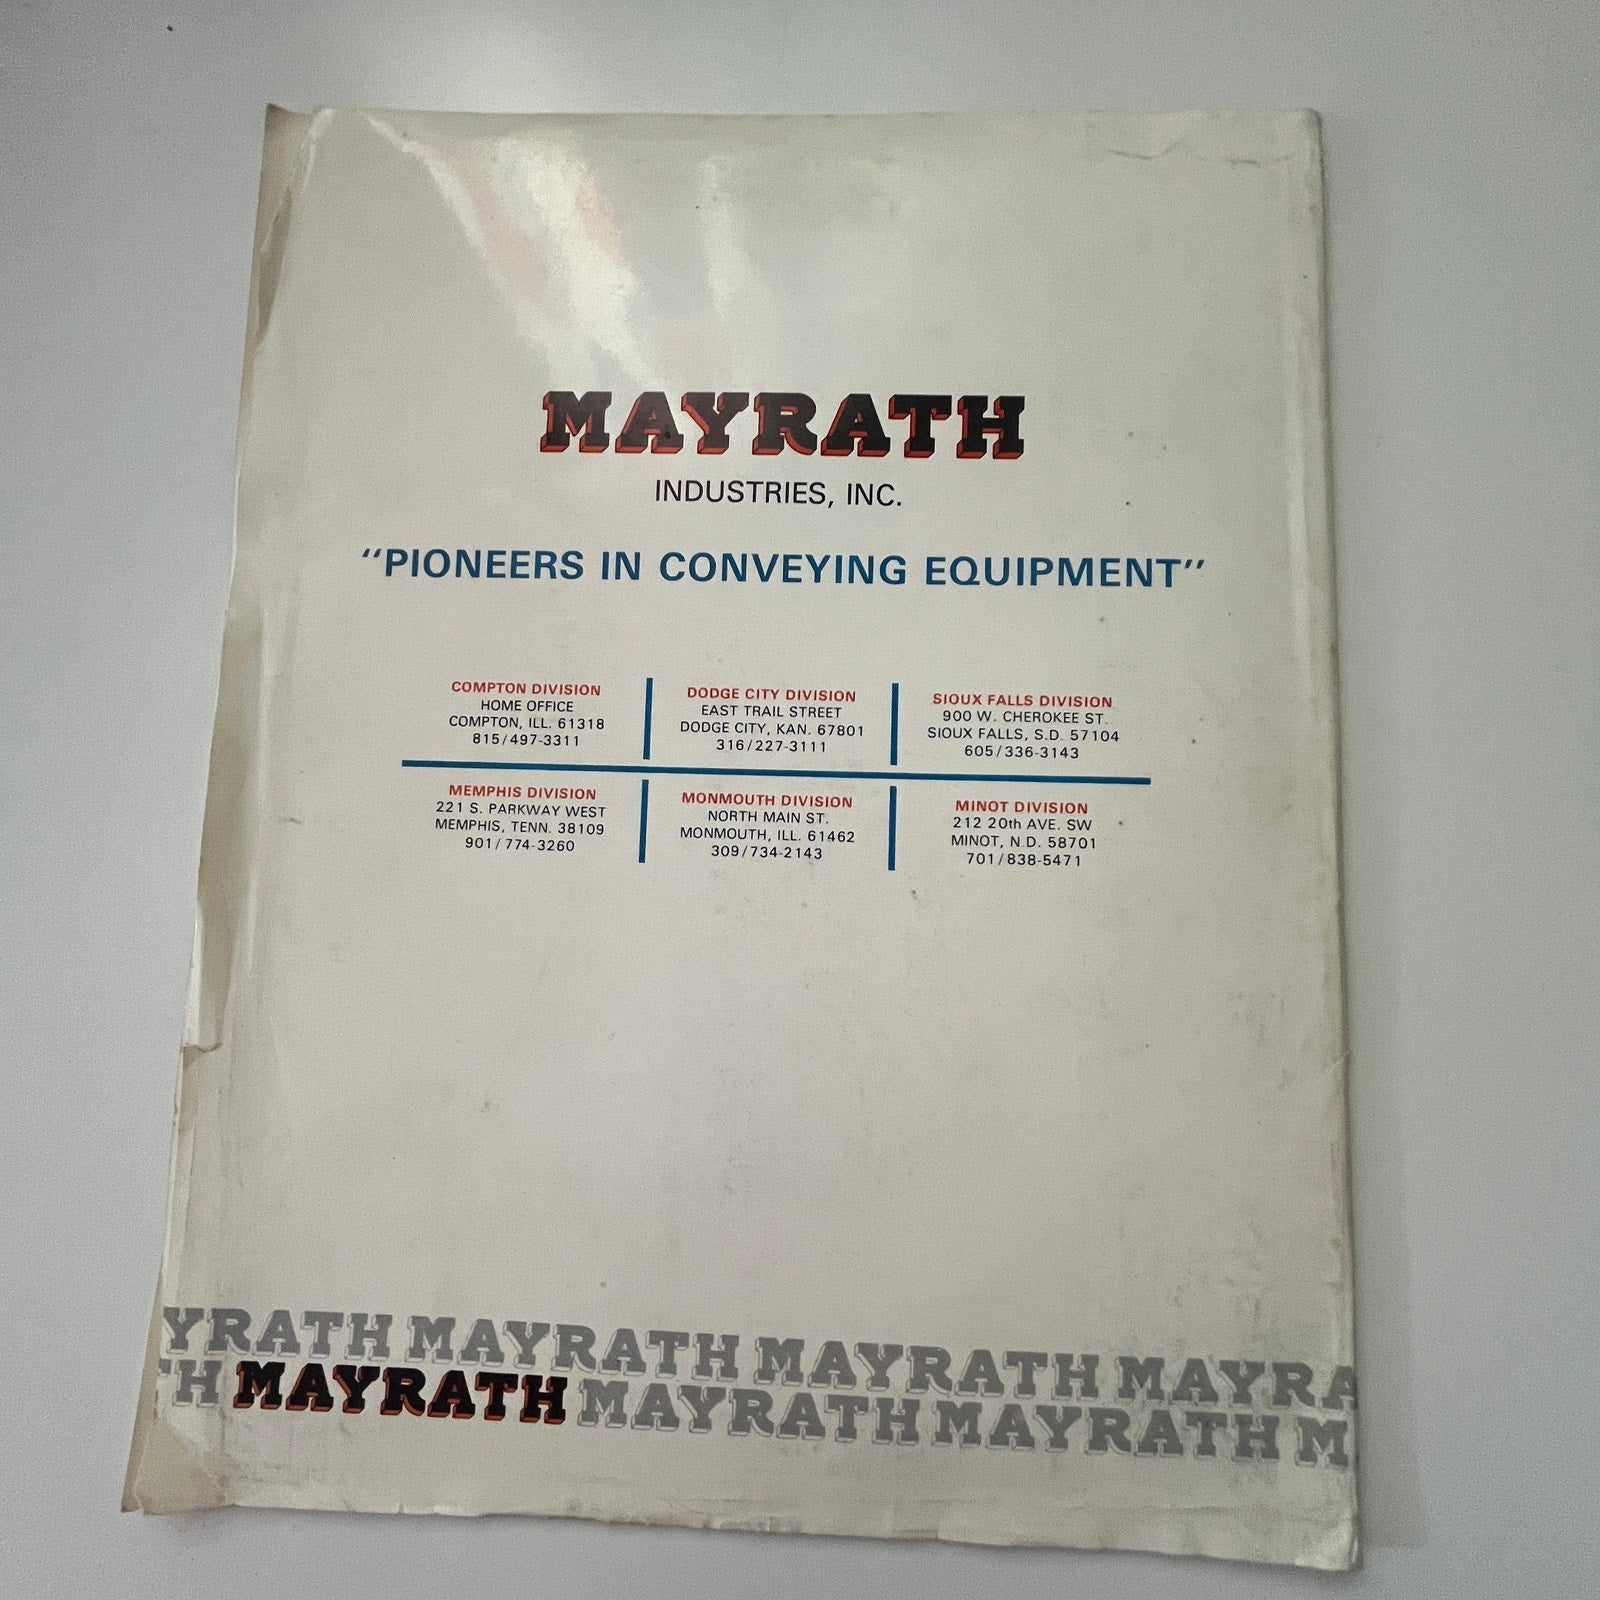 MAYRATH
INDUSTRIES, INC.
"PIONEERS IN CONVEYING EQUIPMENT"
COMPTON DIVISION
HOME OFFICE
COMPTON, ILL. 61318
815/497-3311
DODGE CITY DIVISION
EAST TRAIL STREET
DODGE CITY, KAN. 67801
316/227-3111
SIOUX FALLS DIVISION
900 W. CHEROKEE ST.
SIOUX FALLS, S.D. 57104
605/336-3143
MEMPHIS DIVISION
221 S. PARKWAY WEST
MEMPHIS, TENN. 38109
901/774-3260
MONMOUTH DIVISION
NORTH MAIN ST.
MONMOUTH, ILL. 61462
309/734-2143
MINOT DIVISION
212 20th AVE. SW
MINOT, N.D. 58701
701/838-5471
YRATH MAYRATH MAYRATH MAYRA
TH MAYRATH MAYRATH MAYRATH M